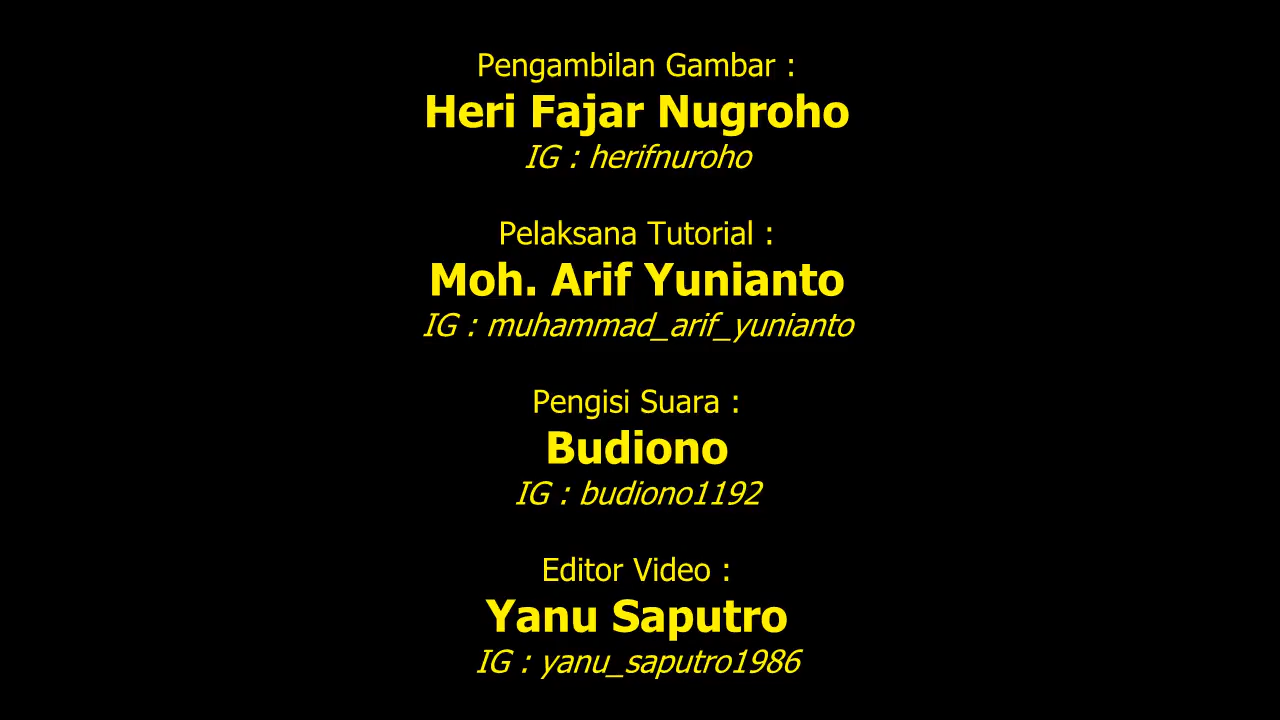 Pengambilan Gambar :
Heri Fajar Nugroho
IG : herifnuroho
Pelaksana Tutorial :
Moh. Arif Yunianto
IG : muhammad_arif_yunianto
Pengisi Suara :
Budiono
IG : budiono1192
Editor Video :
Yanu Saputro
IG : yanu_saputro1986